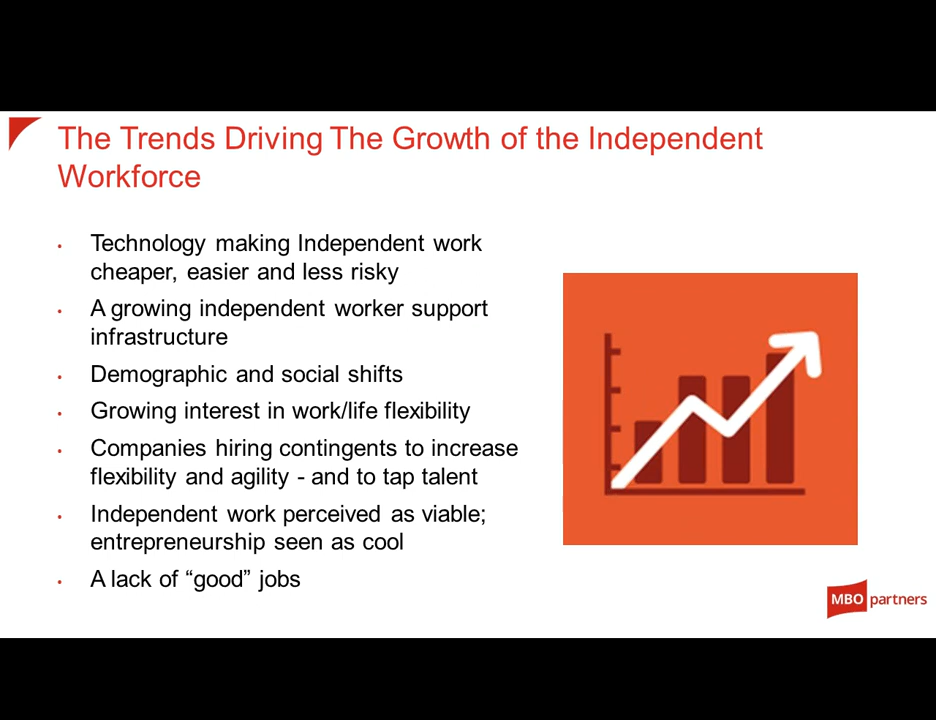 The Trends Driving The Growth of the Independent
Workforce
• Technology making Independent work
cheaper, easier and less risky
• A growing independent worker support
infrastructure
• Demographic and social shifts
• Growing interest in work/life flexibility
• Companies hiring contingents to increase
flexibility and agility - and to tap talent
• Independent work perceived as viable;
entrepreneurship seen as cool
• A lack of “good” jobs
MBO partners